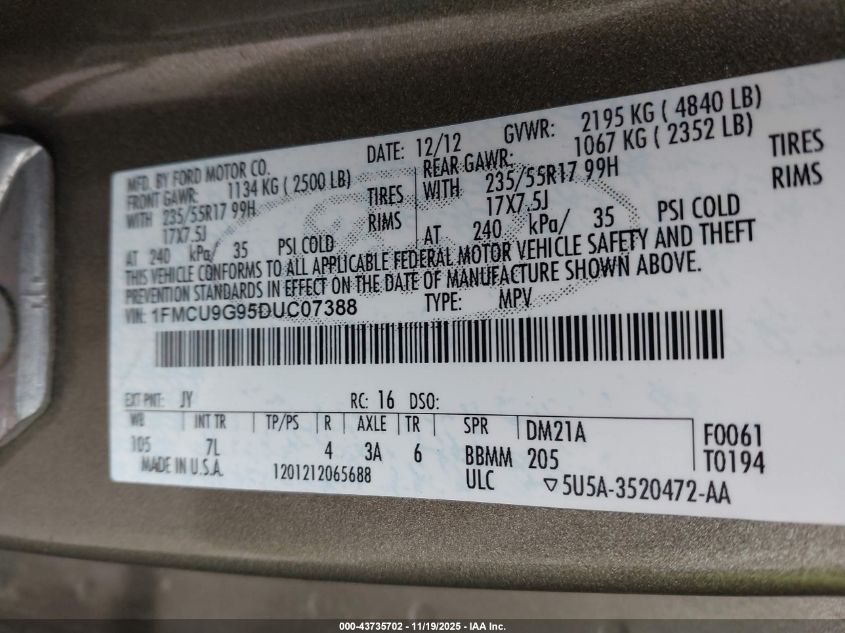 MFD. BY FORD MOTOR CO. DATE: 12/12 GVWR: 2195 KG ( 4840 LB)
FRONT GAWR: 1134 KG ( 2500 LB) REAR GAWR: 1067 KG ( 2352 LB)
WITH 235/55R17 99H TIRES WITH 235/55R17 99H TIRES
17X7.5J RIMS 17X7.5J RIMS
AT 240 kPa/ 35 PSI COLD AT 240 kPa/ 35 PSI COLD
THIS VEHICLE CONFORMS TO ALL APPLICABLE FEDERAL MOTOR VEHICLE SAFETY AND THEFT
PREVENTION STANDARDS IN EFFECT ON THE DATE OF MANUFACTURE SHOWN ABOVE.
VIN: 1FMCU9G95DUC07388 TYPE: MPV
EXT PNT: JY RC: 16 DSO:
WB INT TR TP/PS R AXLE TR SPR DM21A F0061
105 7L 4 3A 6 BBMM 205 T0194
MADE IN U.S.A. 1201212065688 ULC ▽5U5A-3520472-AA
000-43735702 - 11/19/2025 - IAA Inc.